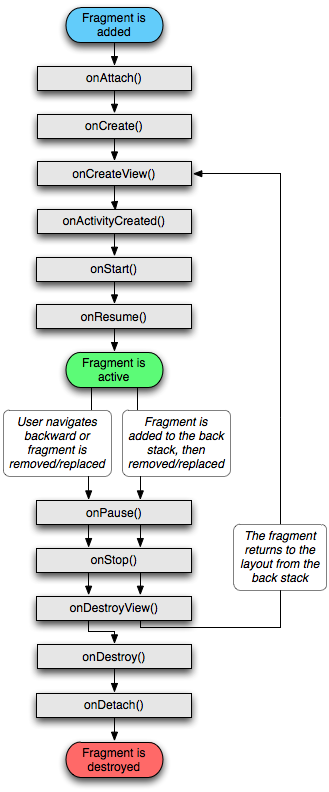 Fragment is
added
onAttach()
onCreate()
onCreateView()
onActivityCreated()
onStart()
onResume()
Fragment is
active
User navigates
backward or
fragment is
removed/replaced
Fragment is
added to the back
stack, then
removed/replaced
onPause()
onStop()
The fragment
returns to the
layout from the
back stack
onDestroyView()
onDestroy()
onDetach()
Fragment is
destroyed